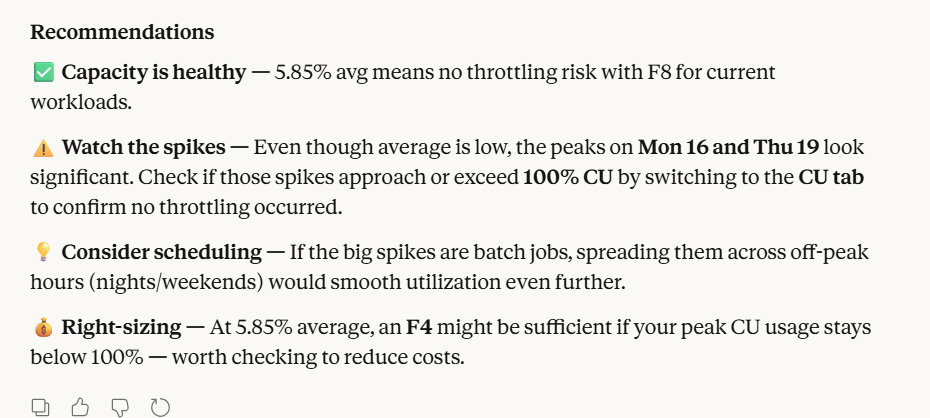 Recommendations
✅ Capacity is healthy — 5.85% avg means no throttling risk with F8 for current
workloads.
⚠️ Watch the spikes — Even though average is low, the peaks on Mon 16 and Thu 19 look
significant. Check if those spikes approach or exceed 100% CU by switching to the CU tab
to confirm no throttling occurred.
💡 Consider scheduling — If the big spikes are batch jobs, spreading them across off-peak
hours (nights/weekends) would smooth utilization even further.
💰 Right-sizing — At 5.85% average, an F4 might be sufficient if your peak CU usage stays
below 100% — worth checking to reduce costs.